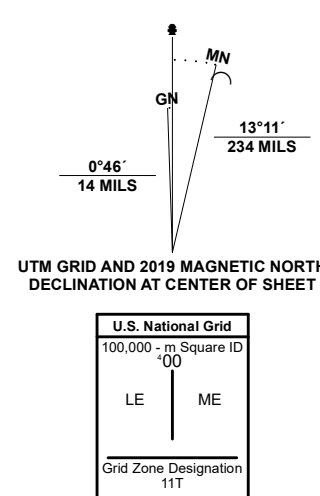 MN
GN
13°11´
234 MILS
0°46´
14 MILS
UTM GRID AND 2019 MAGNETIC NORTH
DECLINATION AT CENTER OF SHEET
U.S. National Grid
100,000 - m Square ID
⁴00
LE ME
Grid Zone Designation
11T